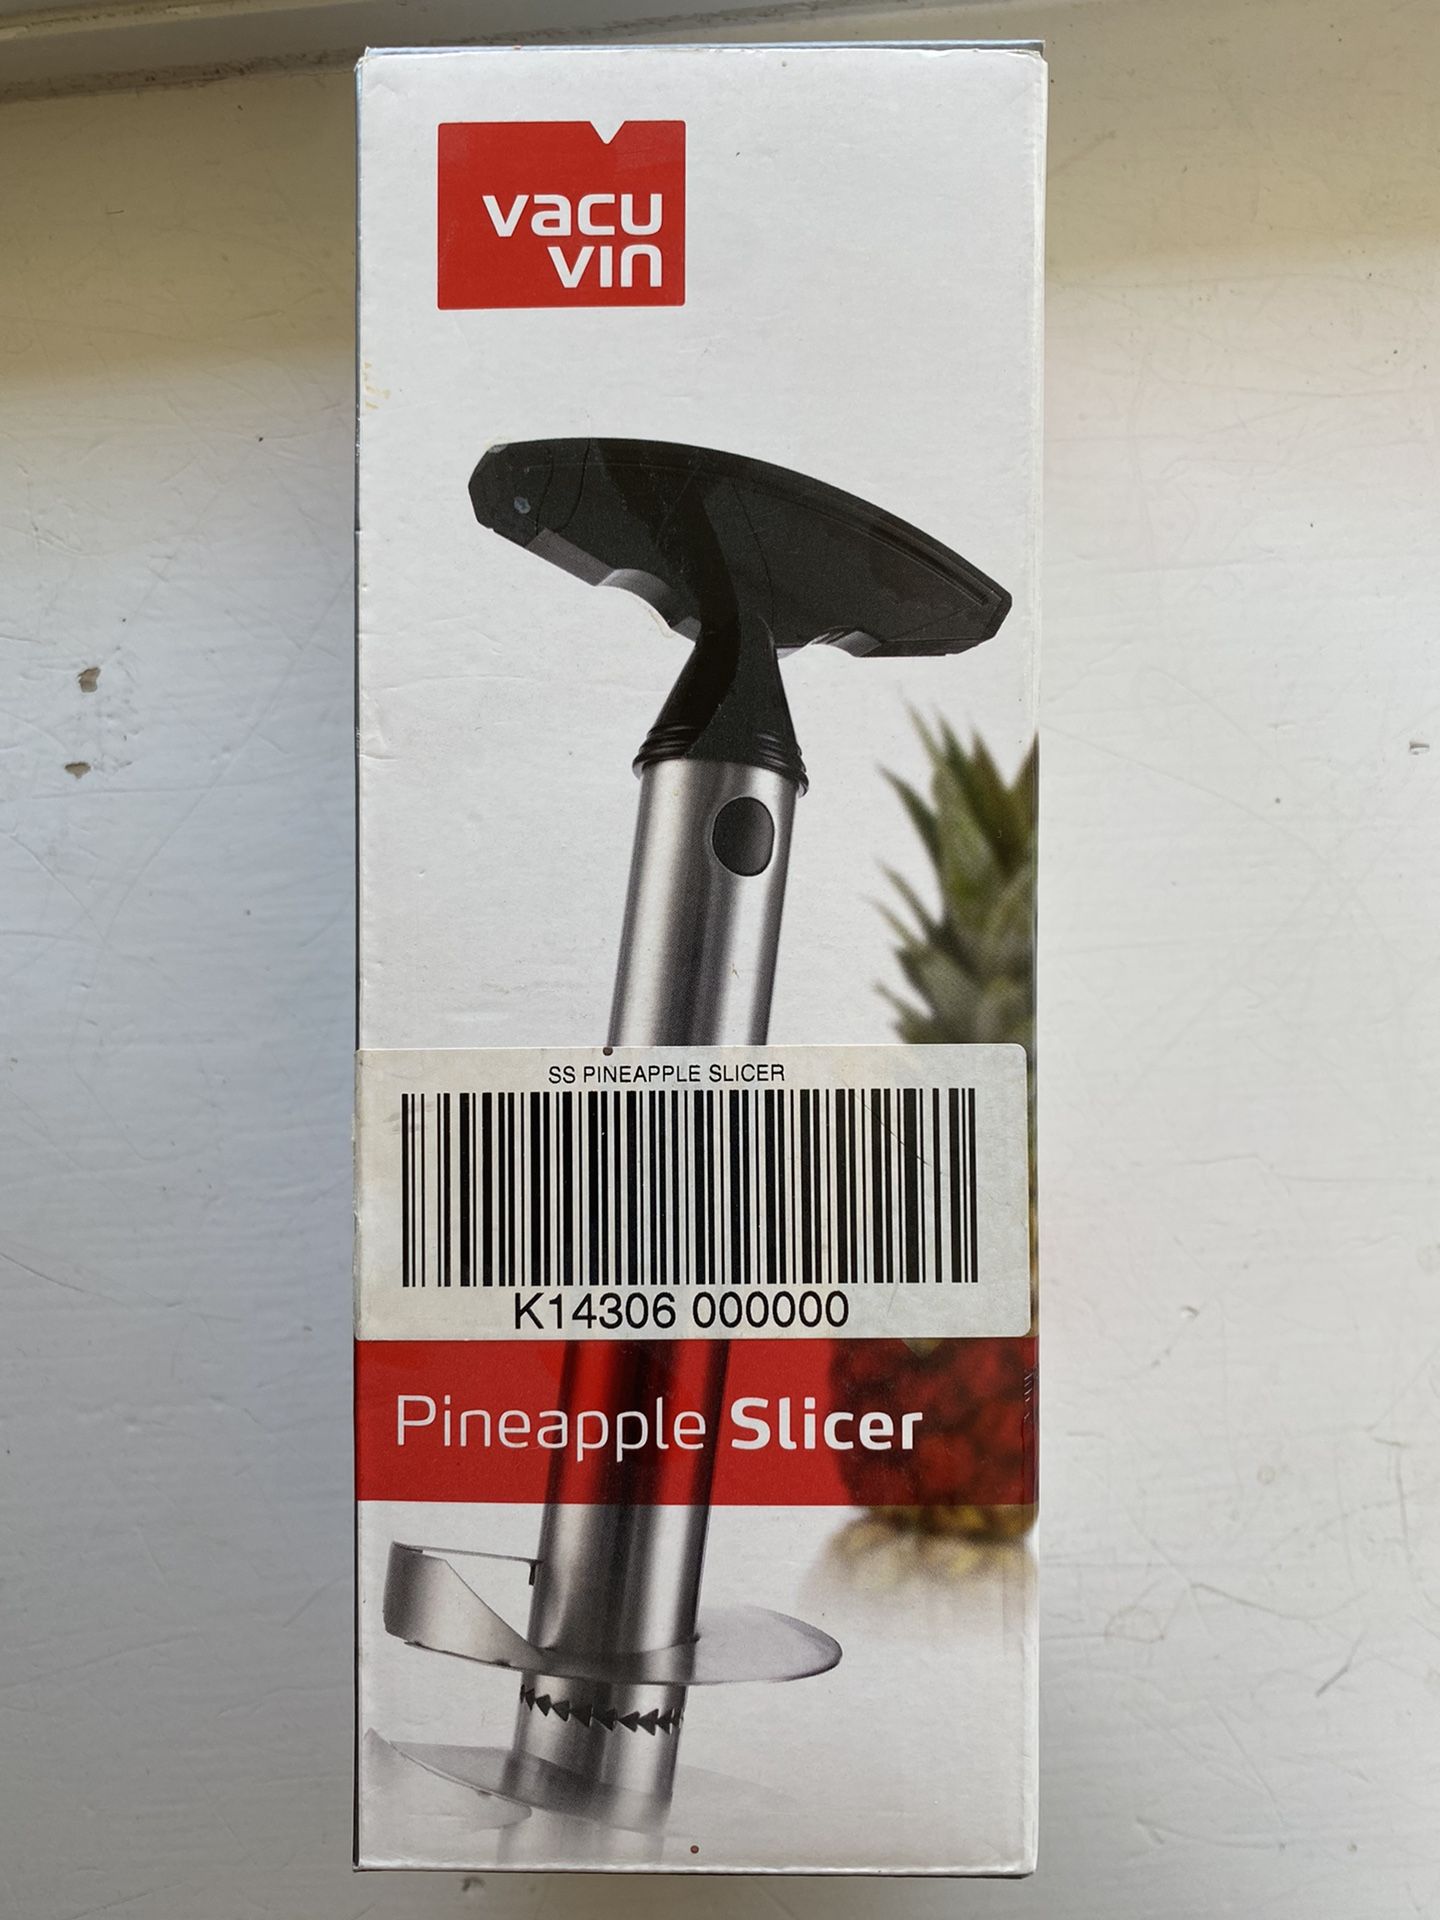 vacu
vin
SS PINEAPPLE SLICER
K14306 000000
Pineapple Slicer